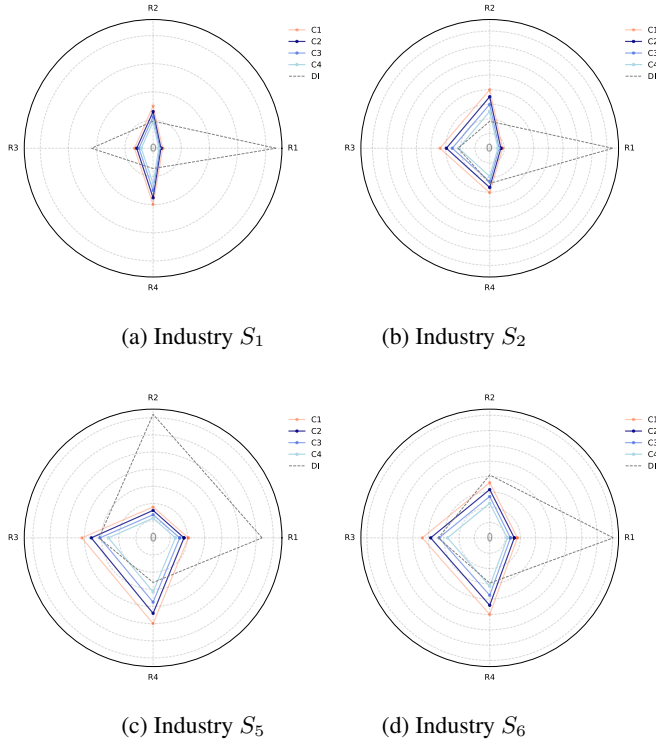 R2
C1
C2
C3
C4
DI
R3
0
R1
R4
(a) Industry S₁
R2
C1
C2
C3
C4
DI
R3
0
R1
R4
(b) Industry S₂
R2
C1
C2
C3
C4
DI
R3
0
R1
R4
(c) Industry S₅
R2
C1
C2
C3
C4
DI
R3
0
R1
R4
(d) Industry S₆